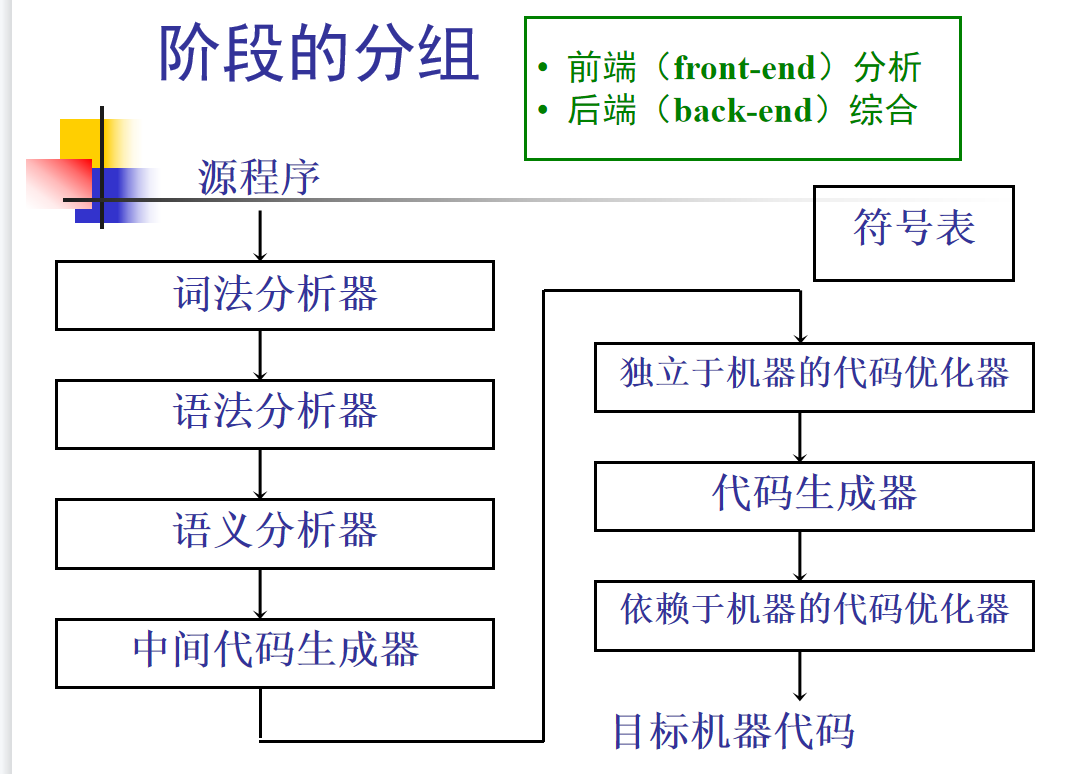 阶段的分组
• 前端（front-end）分析
• 后端（back-end）综合
源程序
符号表
词法分析器
语法分析器
语义分析器
中间代码生成器
独立于机器的代码优化器
代码生成器
依赖于机器的代码优化器
目标机器代码